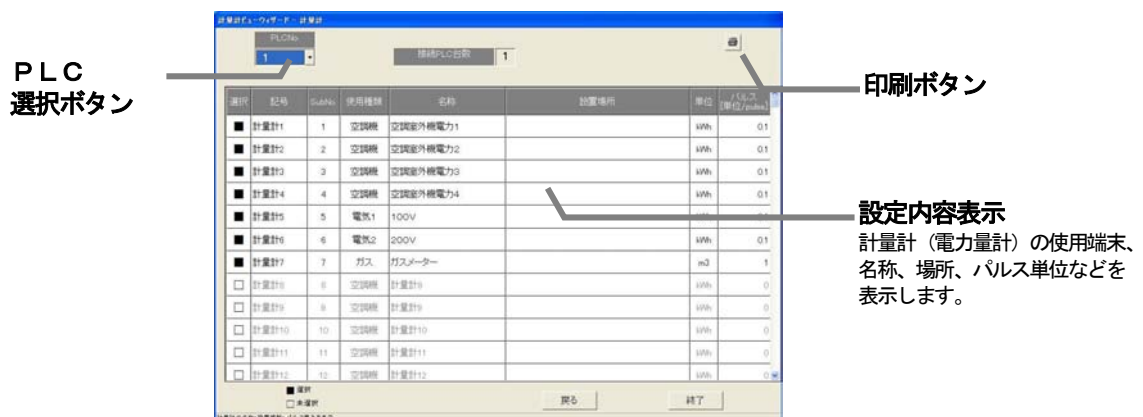 計量計ビューウィザード - 計量計
PLCNo.
1
接続PLC台数 1
PLC
選択ボタン
印刷ボタン
選択 記号 SubNo. 使用種類 名称 設置場所 単位 パルス
[単位/pulse]
■ 計量計1 1 空調機 空調室外機電力1 kWh 0.1
■ 計量計2 2 空調機 空調室外機電力2 kWh 0.1
■ 計量計3 3 空調機 空調室外機電力3 kWh 0.1
■ 計量計4 4 空調機 空調室外機電力4 kWh 0.1
■ 計量計5 5 電気1 100V
■ 計量計6 6 電気2 200V kWh 0.1
■ 計量計7 7 ガス ガスメーター m3 1
□ 計量計8 8 空調機 計量計8 kWh 0
□ 計量計9 9 空調機 計量計9 kWh 0
□ 計量計10 10 空調機 計量計10 kWh 0
□ 計量計11 11 空調機 計量計11 kWh 0
□ 計量計12 12 空調機 計量計12 kWh 0
設定内容表示
計量計（電力量計）の使用端末、
名称、場所、パルス単位などを
表示します。
■ 選択
□ 未選択
戻る 終了